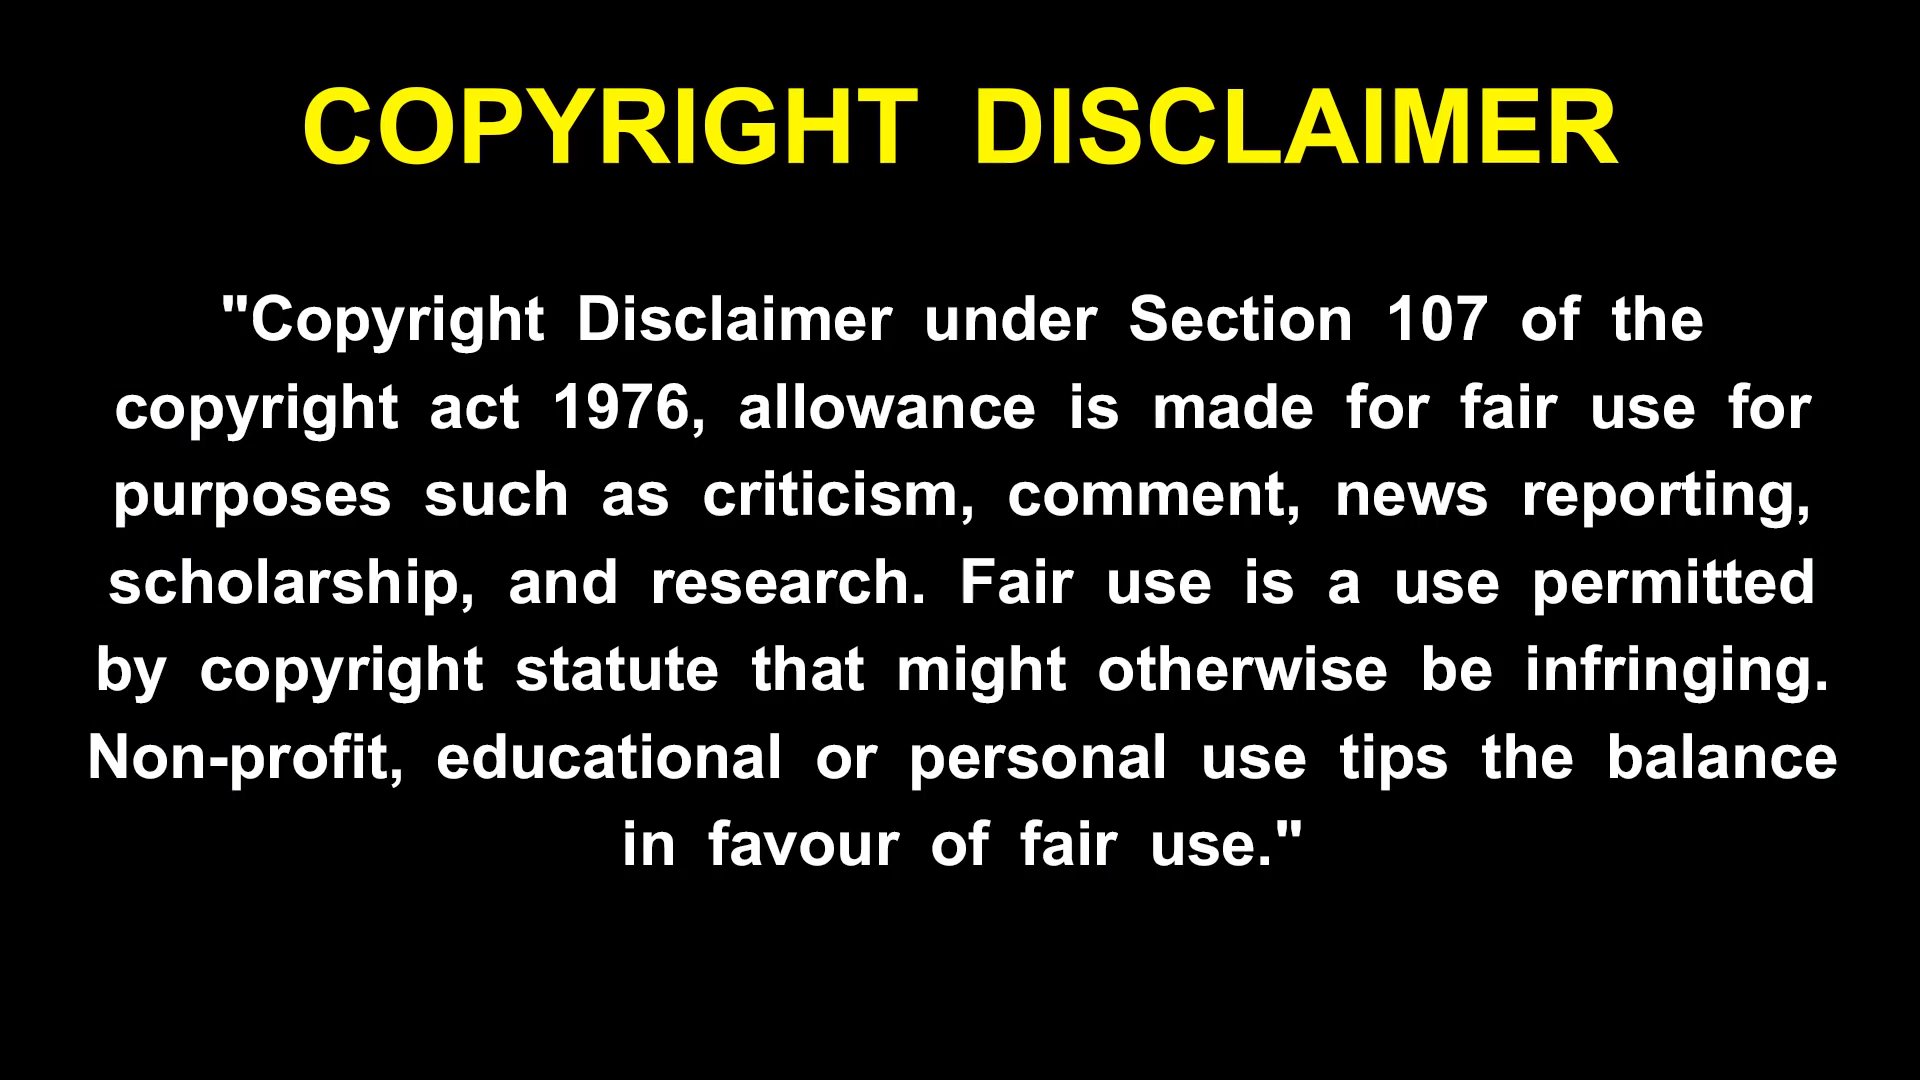 COPYRIGHT DISCLAIMER
"Copyright Disclaimer under Section 107 of the
copyright act 1976, allowance is made for fair use for
purposes such as criticism, comment, news reporting,
scholarship, and research. Fair use is a use permitted
by copyright statute that might otherwise be infringing.
Non-profit, educational or personal use tips the balance
in favour of fair use."